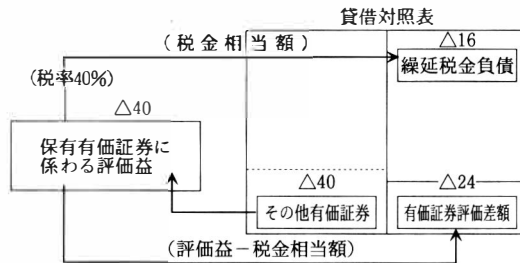 貸借対照表
(税金相当額)
△16
繰延税金負債
(税率40%)
△40
保有有価証券に
係わる評価益
△40
△24
その他有価証券
有価証券評価差額
(評価益－税金相当額)